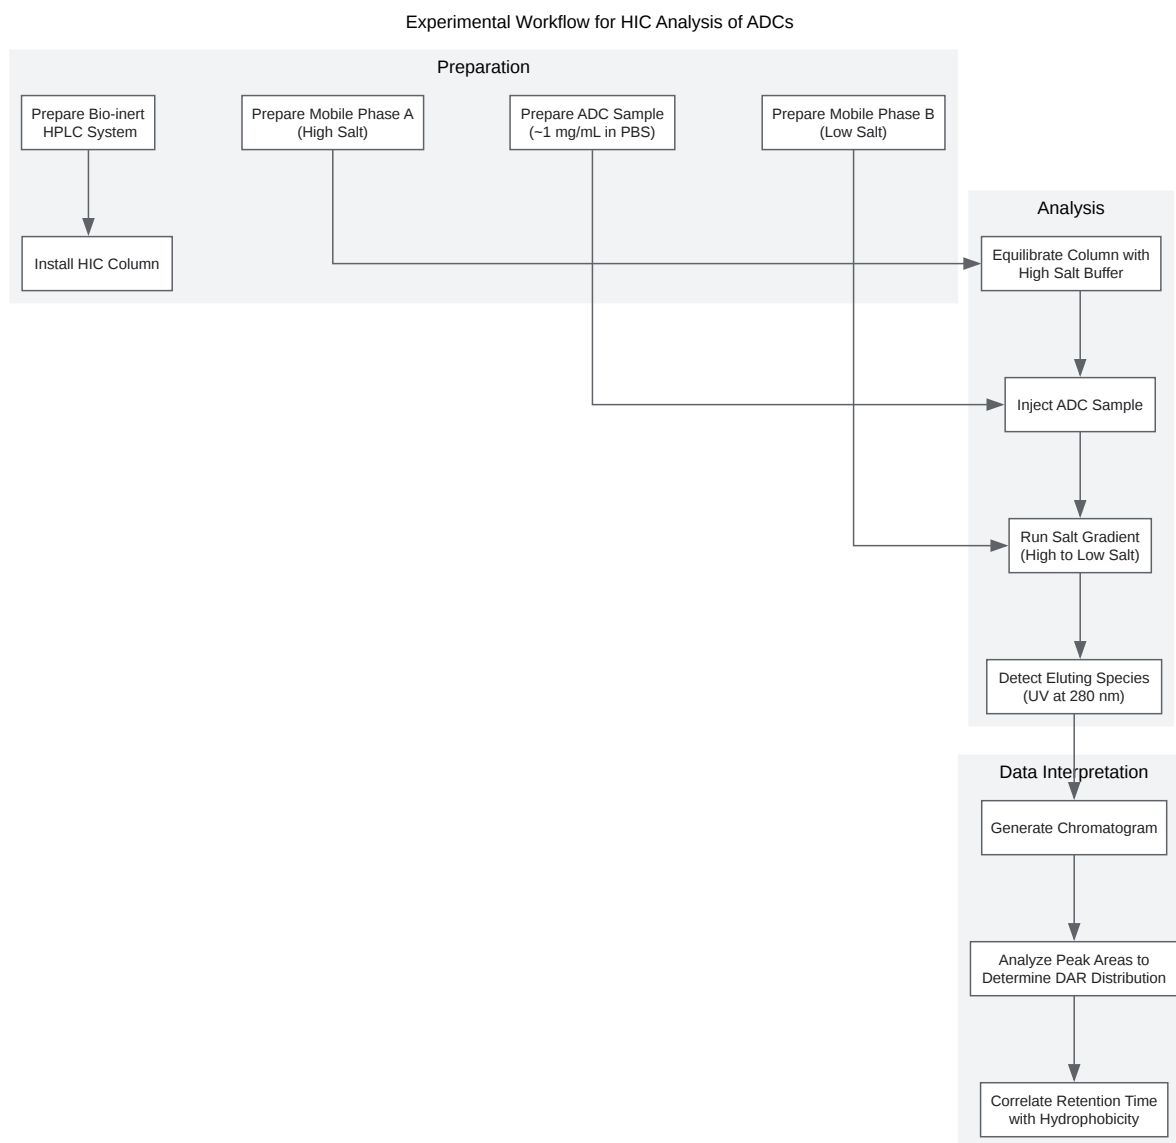 Experimental Workflow for HIC Analysis of ADCs
Preparation
Prepare Bio-inert
HPLC System
Prepare Mobile Phase A
(High Salt)
Prepare ADC Sample
(~1 mg/mL in PBS)
Prepare Mobile Phase B
(Low Salt)
Install HIC Column
Analysis
Equilibrate Column with
High Salt Buffer
Inject ADC Sample
Run Salt Gradient
(High to Low Salt)
Detect Eluting Species
(UV at 280 nm)
Data Interpretation
Generate Chromatogram
Analyze Peak Areas to
Determine DAR Distribution
Correlate Retention Time
with Hydrophobicity